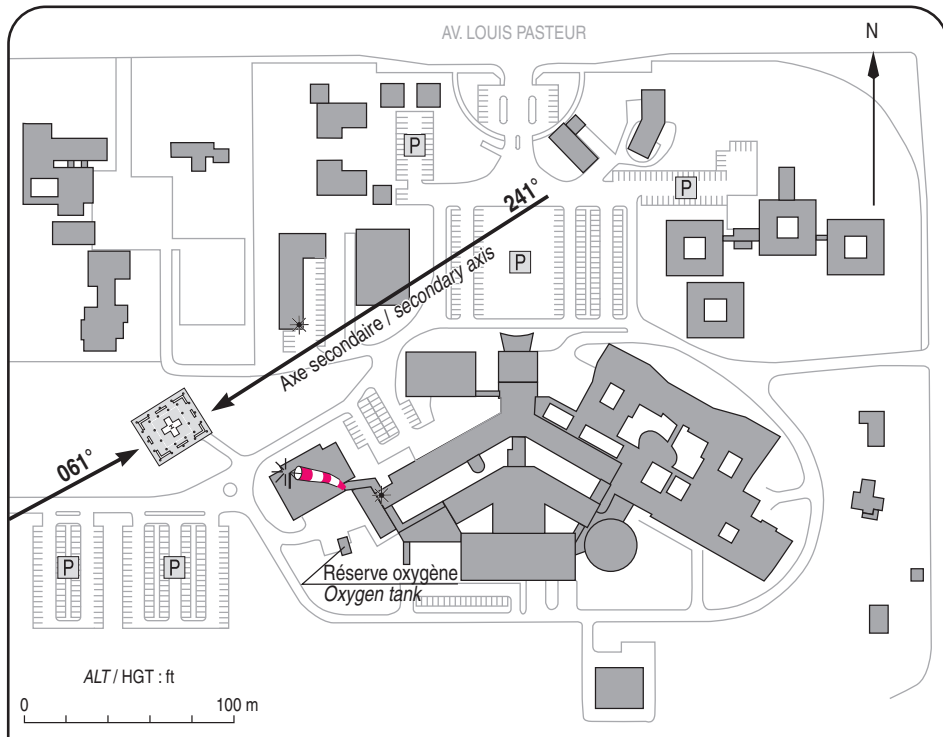 AV. LOUIS PASTEUR
N
P
P
241°
P
Axe secondaire / secondary axis
061°
P
P
Réserve oxygène
Oxygen tank
ALT / HGT : ft
0 100 m